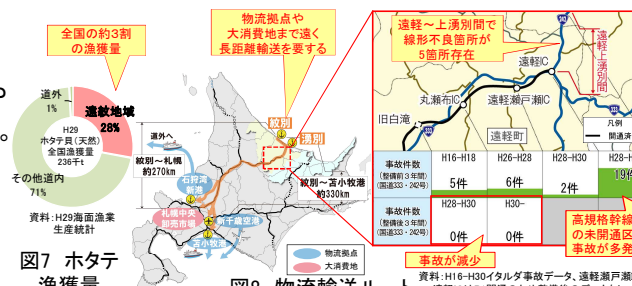 全国の約3割
の漁獲量
道外
1%
遠紋地域
28%
H29
ホタテ貝（天然）
全国漁獲量
236千t
その他道内
71%
資料：H29海面漁業
生産統計
図7 ホタテ
物流拠点や
大消費地まで遠く
長距離輸送を要する
道外へ
紋別
湧別
紋別～札幌
約270km
紋別～苫小牧港
約330km
石狩湾
新港
札幌中央
卸売市場
新千歳空港
苫小牧港
物流拠点
大消費地
遠軽～上湧別間で
線形不良箇所が
5箇所存在
242
遠軽上湧別間
遠軽IC
丸瀬布IC
遠軽瀬戸瀬IC
旧白滝
333
333
遠軽町
凡例
開通済
事故件数
(整備前3年間)
(国道333・242号)
H16-H18
H26-H28
H28-H30
5件
6件
2件
19件
事故件数
(整備後3年間)
(国道333・242号)
H28-H30
H30-
0件
0件
高規格幹線
の未開通区
事故が多発
事故が減少
資料：H16-H30イタルダ事故データ、遠軽瀬戸瀬